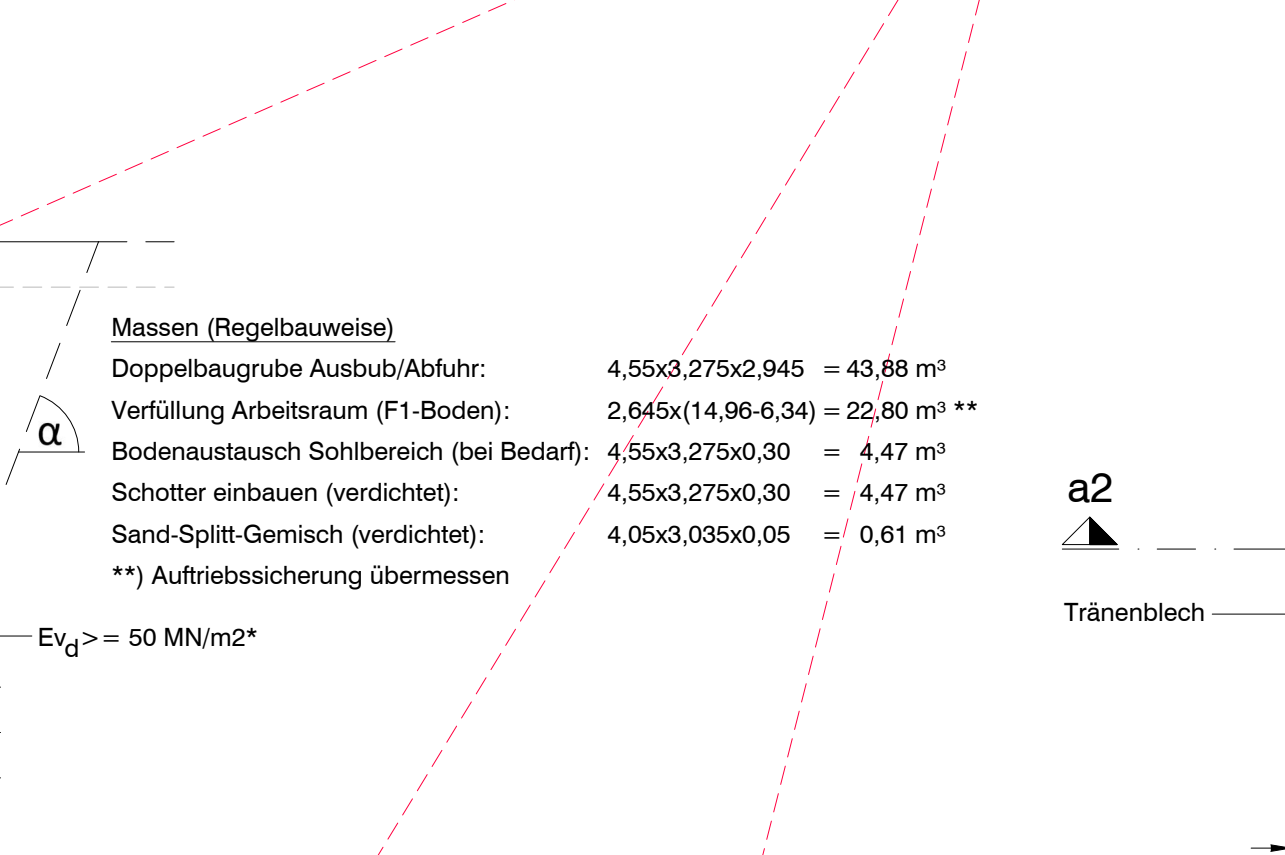 Massen (Regelbauweise)
Doppelbaugrube Ausbub/Abfuhr: 4,55x3,275x2,945 = 43,88 m³
Verfüllung Arbeitsraum (F1-Boden): 2,645x(14,96-6,34) = 22,80 m³ **
α
Bodenaustausch Sohlbereich (bei Bedarf): 4,55x3,275x0,30 = 4,47 m³
Schotter einbauen (verdichtet): 4,55x3,275x0,30 = 4,47 m³
a2
Sand-Splitt-Gemisch (verdichtet): 4,05x3,035x0,05 = 0,61 m³
**) Auftriebssicherung übermessen
Tränenblech
Evd>= 50 MN/m2*